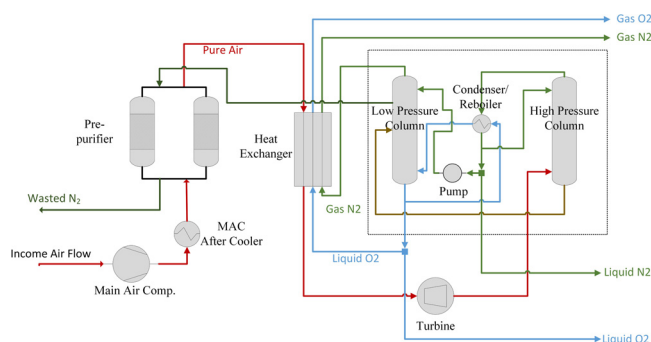 Gas O2
Pure Air
Gas N2
Condenser/
Reboiler
Low Pressure
Column
High Pressure
Column
Pre-
purifier
Heat
Exchanger
Pump
Wasted N₂
Gas N2
MAC
After Cooler
Income Air Flow
Liquid O2
Main Air Comp.
Liquid N2
Turbine
Liquid O2